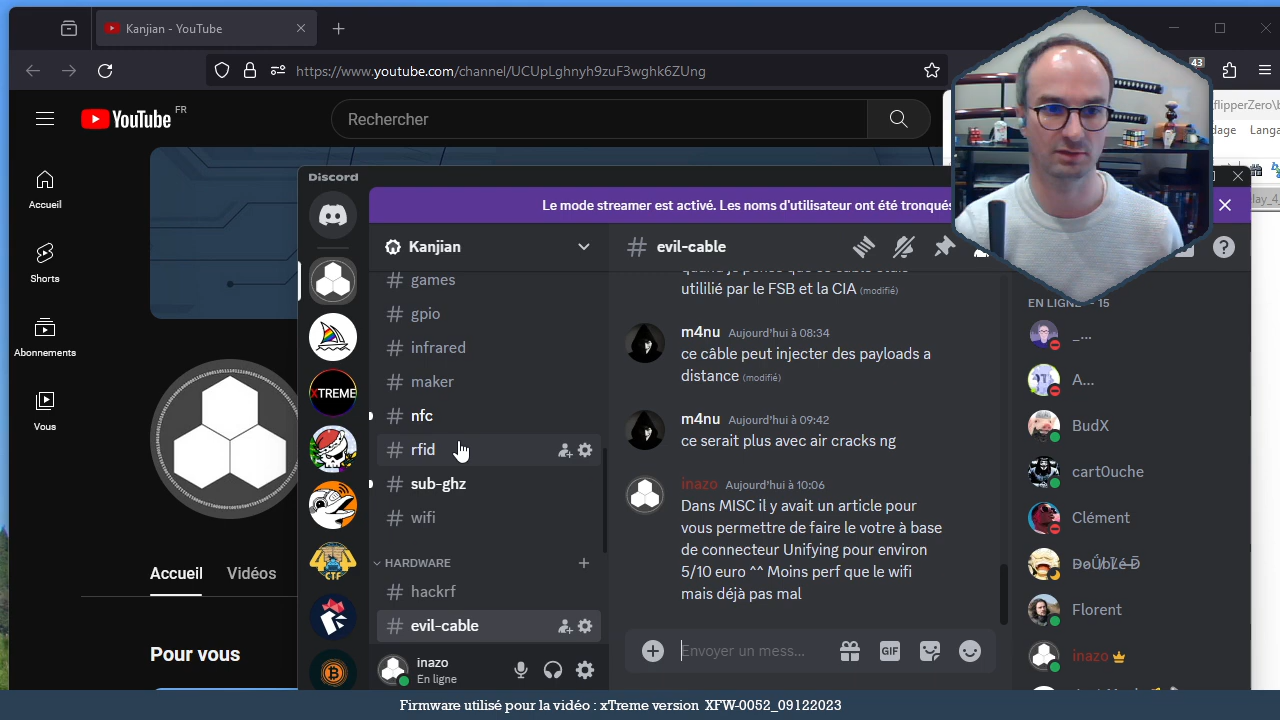 Kanjian - YouTube
https://www.youtube.com/channel/UCUpLghnyh9zuF3wghk6ZUng
43
YouTube FR
Rechercher
Accueil
Shorts
Abonnements
Vous
Accueil
Vidéos
Pour vous
Discord
Le mode streamer est activé. Les noms d'utilisateur ont été tronqués
XTREME
CTF
Kanjian
# games
# gpio
# infrared
# maker
# nfc
# rfid
# sub-ghz
# wifi
HARDWARE
# hackrf
# evil-cable
inazo
En ligne
# evil-cable
utililié par le FSB et la CIA (modifié)
m4nu Aujourd'hui à 08:34
ce câble peut injecter des payloads a
distance (modifié)
m4nu Aujourd'hui à 09:42
ce serait plus avec air cracks ng
inazo Aujourd'hui à 10:06
Dans MISC il y avait un article pour
vous permettre de faire le votre à base
de connecteur Unifying pour environ
5/10 euro ^^ Moins perf que le wifi
mais déjà pas mal
Envoyer un mess...
GIF
EN LIGNE - 15
_...
A...
BudX
cart0uche
Clément
Florent
inazo
Firmware utilisé pour la vidéo : xTreme version XFW-0052_09122023